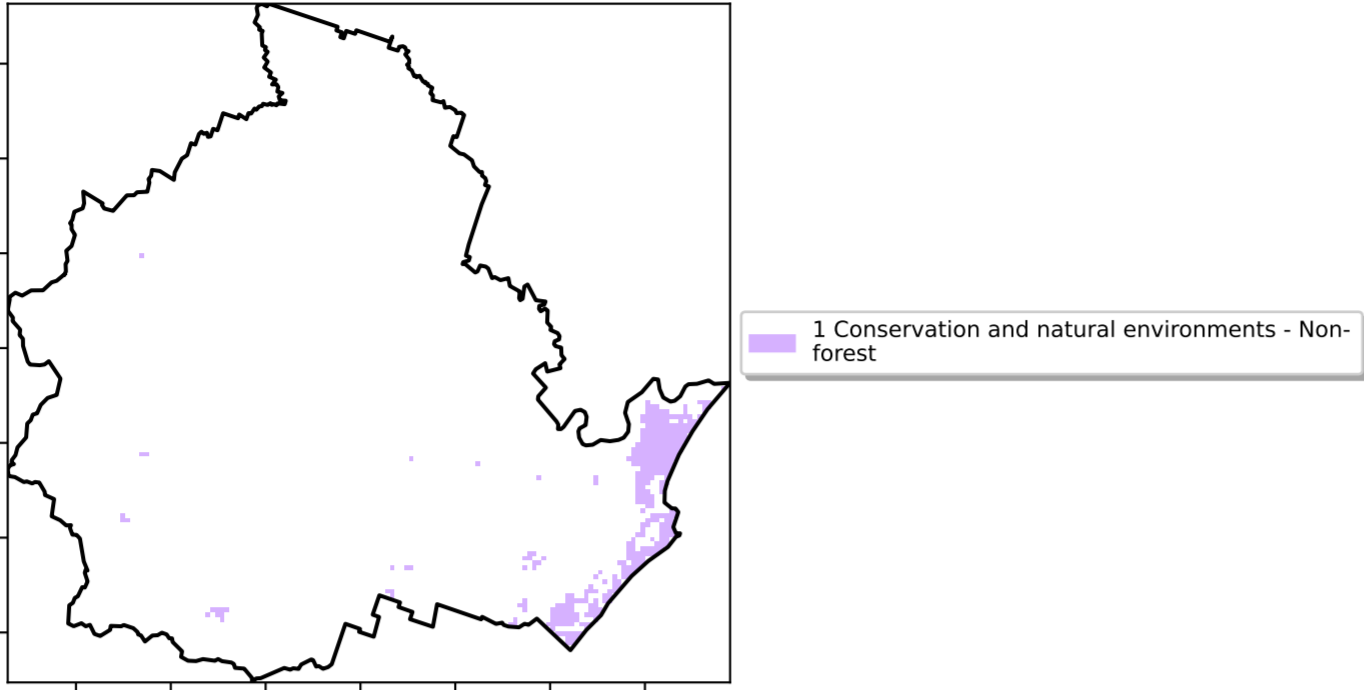 1 Conservation and natural environments - Non-
forest